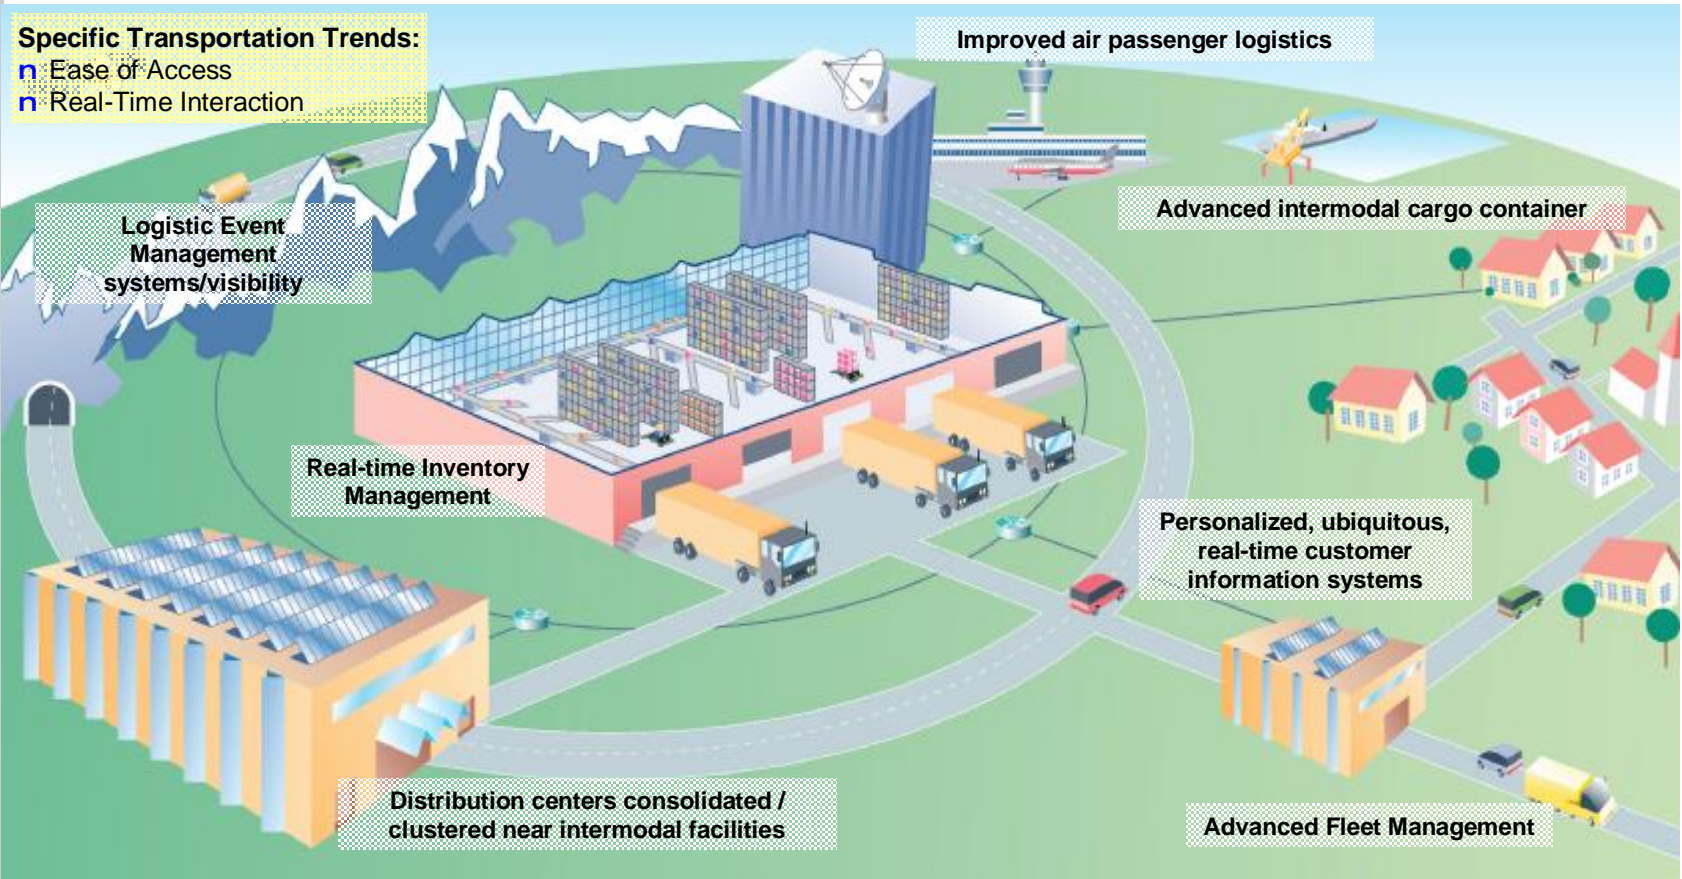 Specific Transportation Trends:
n Ease of Access
n Real-Time Interaction
Improved air passenger logistics
Advanced intermodal cargo container
Logistic Event
Management
systems/visibility
Real-time Inventory
Management
Personalized, ubiquitous,
real-time customer
information systems
Distribution centers consolidated /
clustered near intermodal facilities
Advanced Fleet Management